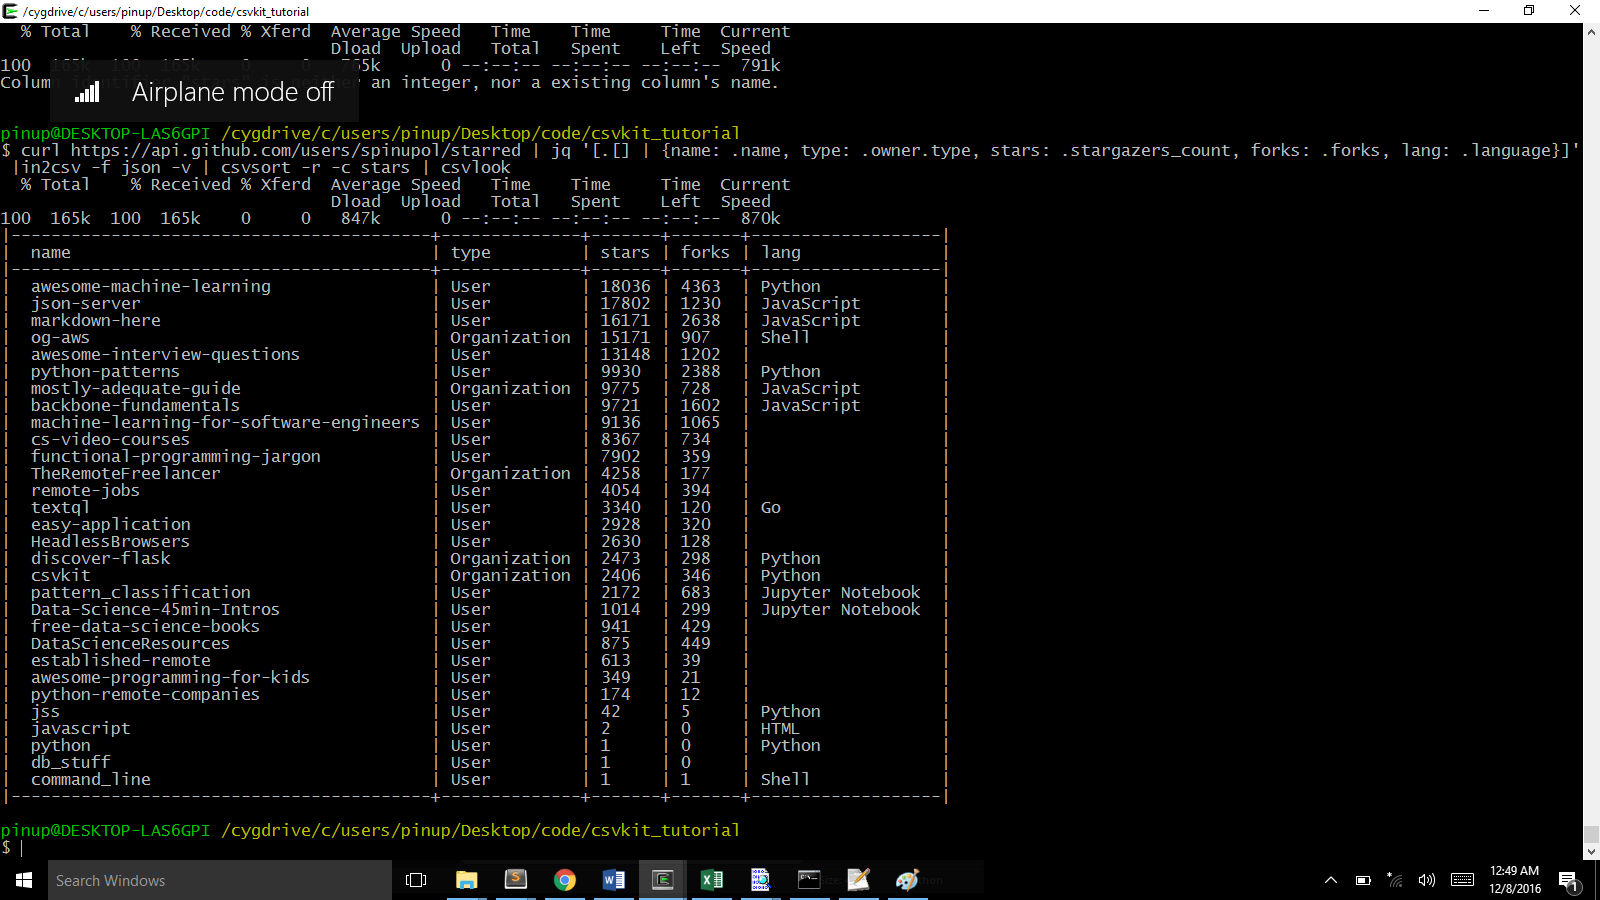 /cygdrive/c/users/pinup/Desktop/code/csvkit_tutorial
% Total % Received % Xferd Average Speed Time Time Time Current
Dload Upload Total Spent Left Speed
100 165k 100 165k 0 0 765k 0 --:--:-- --:--:-- --:--:-- 791k
Column an integer, nor a existing column's name.
Airplane mode off
pinup@DESKTOP-LAS6GPI /cygdrive/c/users/pinup/Desktop/code/csvkit_tutorial
$ curl https://api.github.com/users/spinupol/starred | jq '[.[] | {name: .name, type: .owner.type, stars: .stargazers_count, forks: .forks, lang: .language}]'
|in2csv -f json -v | csvsort -r -c stars | csvlook
% Total % Received % Xferd Average Speed Time Time Time Current
Dload Upload Total Spent Left Speed
100 165k 100 165k 0 0 847k 0 --:--:-- --:--:-- --:--:-- 870k
|------------------------------------------+--------------+-------+-------+-------------------|
| name | type | stars | forks | lang |
|------------------------------------------+--------------+-------+-------+-------------------|
| awesome-machine-learning | User | 18036 | 4363 | Python |
| json-server | User | 17802 | 1230 | JavaScript |
| markdown-here | User | 16171 | 2638 | JavaScript |
| og-aws | Organization | 15171 | 907 | Shell |
| awesome-interview-questions | User | 13148 | 1202 | |
| python-patterns | User | 9930 | 2388 | Python |
| mostly-adequate-guide | Organization | 9775 | 728 | JavaScript |
| backbone-fundamentals | User | 9721 | 1602 | JavaScript |
| machine-learning-for-software-engineers | User | 9136 | 1065 | |
| cs-video-courses | User | 8367 | 734 | |
| functional-programming-jargon | User | 7902 | 359 | |
| TheRemoteFreelancer | Organization | 4258 | 177 | |
| remote-jobs | User | 4054 | 394 | |
| textql | User | 3340 | 120 | Go |
| easy-application | User | 2928 | 320 | |
| HeadlessBrowsers | User | 2630 | 128 | |
| discover-flask | Organization | 2473 | 298 | Python |
| csvkit | Organization | 2406 | 346 | Python |
| pattern_classification | User | 2172 | 683 | Jupyter Notebook |
| Data-Science-45min-Intros | User | 1014 | 299 | Jupyter Notebook |
| free-data-science-books | User | 941 | 429 | |
| DataScienceResources | User | 875 | 449 | |
| established-remote | User | 613 | 39 | |
| awesome-programming-for-kids | User | 349 | 21 | |
| python-remote-companies | User | 174 | 12 | |
| jss | User | 42 | 5 | Python |
| javascript | User | 2 | 0 | HTML |
| python | User | 1 | 0 | Python |
| db_stuff | User | 1 | 0 | |
| command_line | User | 1 | 1 | Shell |
|------------------------------------------+--------------+-------+-------+-------------------|
pinup@DESKTOP-LAS6GPI /cygdrive/c/users/pinup/Desktop/code/csvkit_tutorial
$
Search Windows
12:49 AM
12/8/2016
1